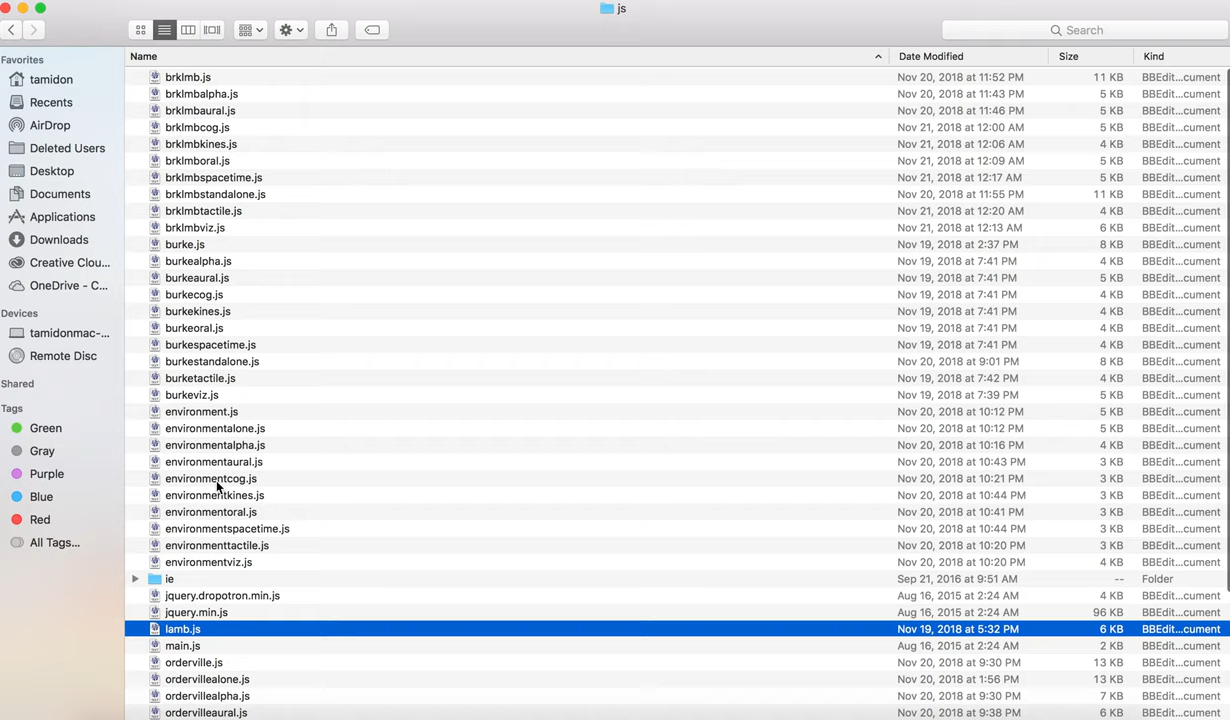 js
Search
Name Date Modified Size Kind
Favorites
tamidon
Recents
AirDrop
Deleted Users
Desktop
Documents
Applications
Downloads
Creative Clou...
OneDrive - C...
Devices
tamidonmac-...
Remote Disc
Shared
Tags
Green
Gray
Purple
Blue
Red
All Tags...
brklmb.js Nov 20, 2018 at 11:52 PM 11 KB BBEdit...cument
brklmbalpha.js Nov 20, 2018 at 11:43 PM 5 KB BBEdit...cument
brklmbaural.js Nov 20, 2018 at 11:46 PM 5 KB BBEdit...cument
brklmbcog.js Nov 21, 2018 at 12:00 AM 5 KB BBEdit...cument
brklmbkines.js Nov 21, 2018 at 12:06 AM 4 KB BBEdit...cument
brklmboral.js Nov 21, 2018 at 12:09 AM 5 KB BBEdit...cument
brklmbspacetime.js Nov 21, 2018 at 12:17 AM 5 KB BBEdit...cument
brklmbstandalone.js Nov 20, 2018 at 11:55 PM 11 KB BBEdit...cument
brklmbtactile.js Nov 21, 2018 at 12:20 AM 4 KB BBEdit...cument
brklmbviz.js Nov 21, 2018 at 12:13 AM 6 KB BBEdit...cument
burke.js Nov 19, 2018 at 2:37 PM 8 KB BBEdit...cument
burkealpha.js Nov 19, 2018 at 7:41 PM 4 KB BBEdit...cument
burkeaural.js Nov 19, 2018 at 7:41 PM 5 KB BBEdit...cument
burkecog.js Nov 19, 2018 at 7:41 PM 4 KB BBEdit...cument
burkekines.js Nov 19, 2018 at 7:41 PM 4 KB BBEdit...cument
burkeoral.js Nov 19, 2018 at 7:41 PM 4 KB BBEdit...cument
burkespacetime.js Nov 19, 2018 at 7:41 PM 4 KB BBEdit...cument
burkestandalone.js Nov 20, 2018 at 9:01 PM 8 KB BBEdit...cument
burketactile.js Nov 19, 2018 at 7:42 PM 4 KB BBEdit...cument
burkeviz.js Nov 19, 2018 at 7:39 PM 5 KB BBEdit...cument
environment.js Nov 20, 2018 at 10:12 PM 5 KB BBEdit...cument
environmentalone.js Nov 20, 2018 at 10:12 PM 5 KB BBEdit...cument
environmentalpha.js Nov 20, 2018 at 10:16 PM 4 KB BBEdit...cument
environmentaural.js Nov 20, 2018 at 10:43 PM 3 KB BBEdit...cument
environmentcog.js Nov 20, 2018 at 10:21 PM 3 KB BBEdit...cument
environmentkines.js Nov 20, 2018 at 10:44 PM 3 KB BBEdit...cument
environmentoral.js Nov 20, 2018 at 10:41 PM 3 KB BBEdit...cument
environmentspacetime.js Nov 20, 2018 at 10:44 PM 3 KB BBEdit...cument
environmenttactile.js Nov 20, 2018 at 10:20 PM 3 KB BBEdit...cument
environmentviz.js Nov 20, 2018 at 10:20 PM 4 KB BBEdit...cument
ie Sep 21, 2016 at 9:51 AM -- Folder
jquery.dropotron.min.js Aug 16, 2015 at 2:24 AM 4 KB BBEdit...cument
jquery.min.js Aug 16, 2015 at 2:24 AM 96 KB BBEdit...cument
lamb.js Nov 19, 2018 at 5:32 PM 6 KB BBEdit...cument
main.js Aug 16, 2015 at 2:24 AM 2 KB BBEdit...cument
orderville.js Nov 20, 2018 at 9:30 PM 13 KB BBEdit...cument
ordervillealone.js Nov 20, 2018 at 1:56 PM 13 KB BBEdit...cument
ordervillealpha.js Nov 20, 2018 at 9:30 PM 7 KB BBEdit...cument
ordervilleaural.js Nov 20, 2018 at 9:38 PM 6 KB BBEdit...cument